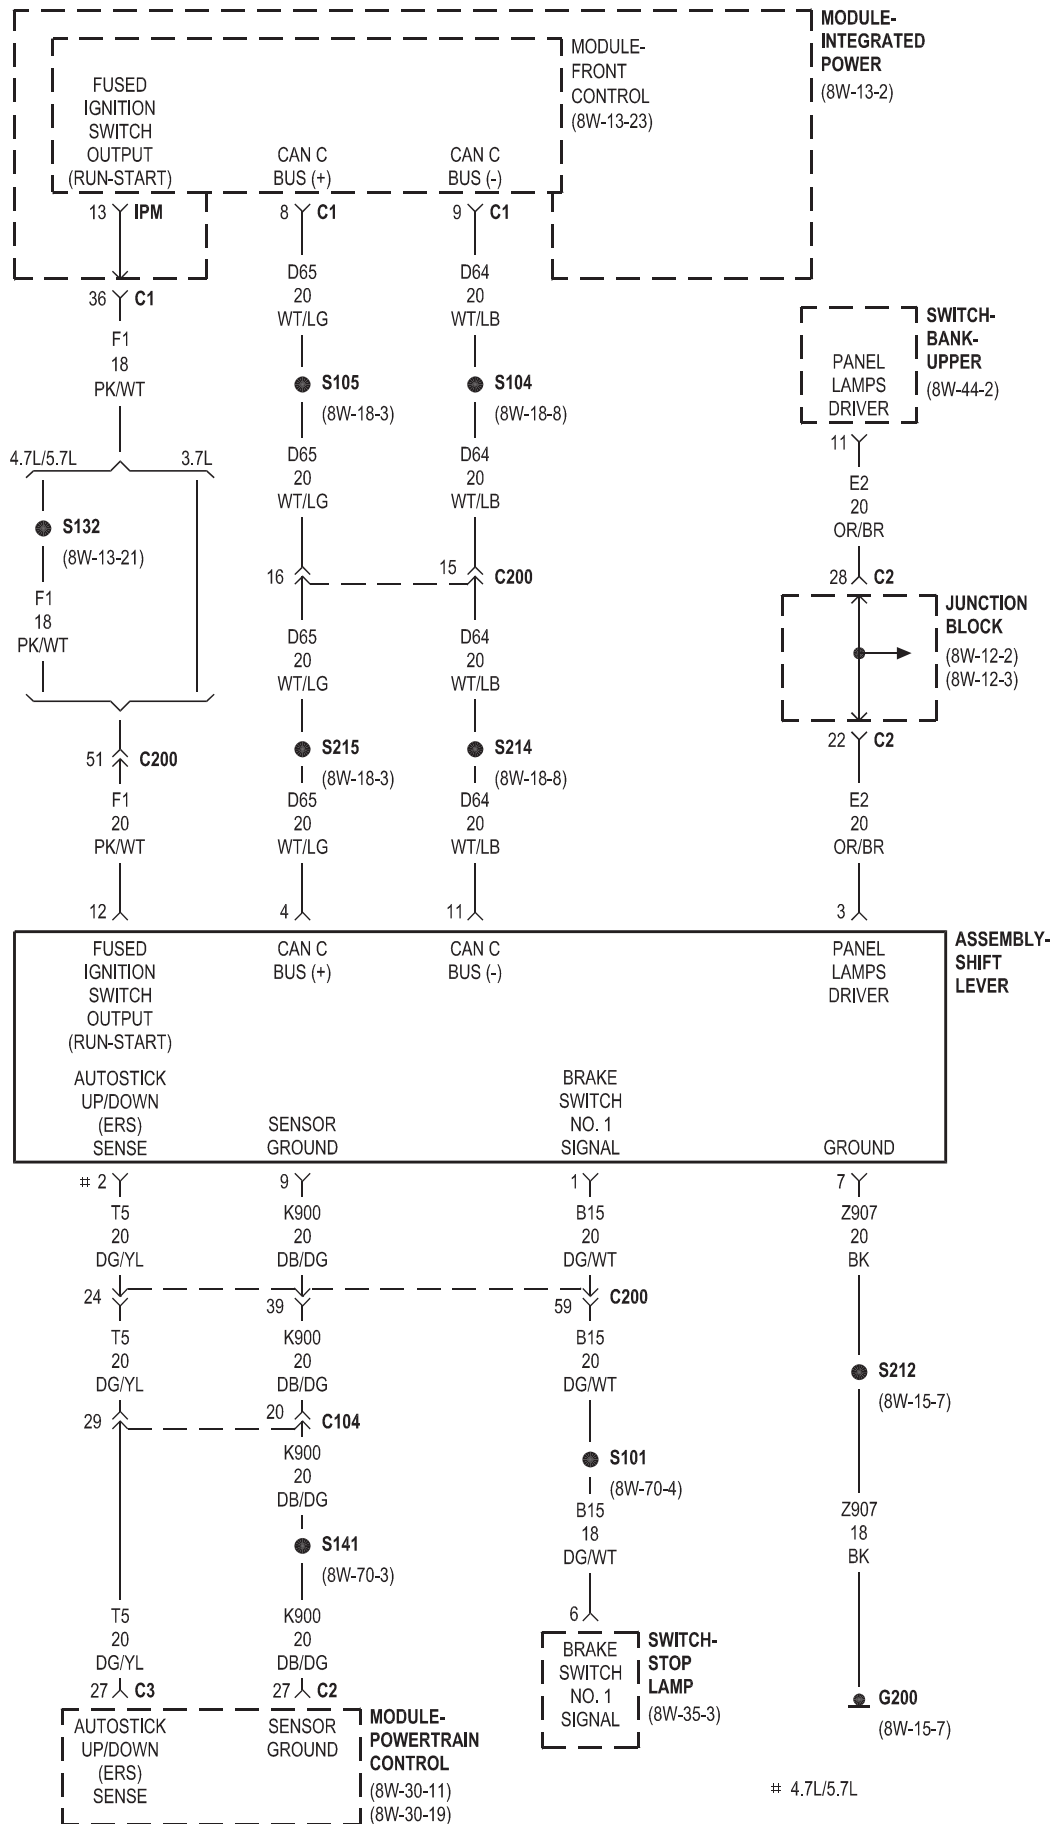 MODULE-
INTEGRATED
POWER
(8W-13-2)
MODULE-
FRONT
CONTROL
(8W-13-23)
FUSED
IGNITION
SWITCH
OUTPUT
(RUN-START)
CAN C
BUS (+)
CAN C
BUS (-)
13 IPM
8 C1
9 C1
36 C1
F1
18
PK/WT
D65
20
WT/LG
D64
20
WT/LB
S105
(8W-18-3)
S104
(8W-18-8)
SWITCH-
BANK-
UPPER
(8W-44-2)
PANEL
LAMPS
DRIVER
11
E2
20
OR/BR
28 C2
JUNCTION
BLOCK
(8W-12-2)
(8W-12-3)
22 C2
E2
20
OR/BR
3
4.7L/5.7L
3.7L
S132
(8W-13-21)
F1
18
PK/WT
51 C200
F1
20
PK/WT
12
D65
20
WT/LG
D64
20
WT/LB
16
15 C200
D65
20
WT/LG
D64
20
WT/LB
S215
(8W-18-3)
S214
(8W-18-8)
D65
20
WT/LG
D64
20
WT/LB
4
11
ASSEMBLY-
SHIFT
LEVER
FUSED
IGNITION
SWITCH
OUTPUT
(RUN-START)
CAN C
BUS (+)
CAN C
BUS (-)
PANEL
LAMPS
DRIVER
AUTOSTICK
UP/DOWN
(ERS)
SENSE
SENSOR
GROUND
BRAKE
SWITCH
NO. 1
SIGNAL
GROUND
# 2
9
1
7
T5
20
DG/YL
K900
20
DB/DG
B15
20
DG/WT
Z907
20
BK
24
39
59 C200
T5
20
DG/YL
K900
20
DB/DG
B15
20
DG/WT
S212
(8W-15-7)
29
20 C104
K900
20
DB/DG
S101
(8W-70-4)
S141
(8W-70-3)
B15
18
DG/WT
Z907
18
BK
T5
20
DG/YL
K900
20
DB/DG
6
27 C3
27 C2
SWITCH-
STOP
LAMP
(8W-35-3)
BRAKE
SWITCH
NO. 1
SIGNAL
G200
(8W-15-7)
AUTOSTICK
UP/DOWN
(ERS)
SENSE
SENSOR
GROUND
MODULE-
POWERTRAIN
CONTROL
(8W-30-11)
(8W-30-19)
# 4.7L/5.7L